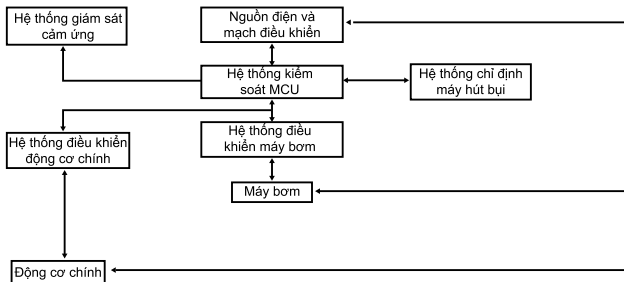 Hệ thống giám sát
cảm ứng
Nguồn điện và
mạch điều khiển
Hệ thống kiểm
soát MCU
Hệ thống chỉ định
máy hút bụi
Hệ thống điều khiển
động cơ chính
Hệ thống điều
khiển máy bơm
Máy bơm
Động cơ chính